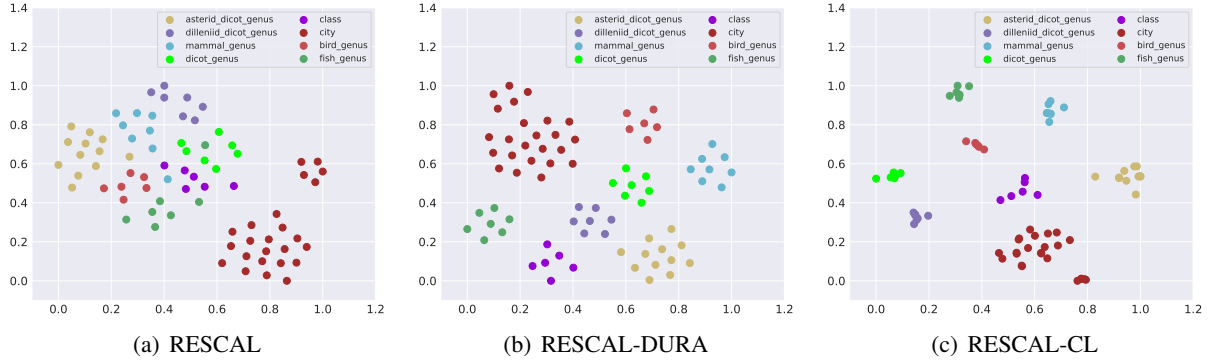 1.4
1.2
1.0
0.8
0.6
0.4
0.2
0.0
0.0 0.2 0.4 0.6 0.8 1.0 1.2
asterid_dicot_genus class
dilleniid_dicot_genus city
mammal_genus bird_genus
dicot_genus fish_genus
(a) RESCAL
1.4
1.2
1.0
0.8
0.6
0.4
0.2
0.0
0.0 0.2 0.4 0.6 0.8 1.0 1.2
asterid_dicot_genus class
dilleniid_dicot_genus city
mammal_genus bird_genus
dicot_genus fish_genus
(b) RESCAL-DURA
1.4
1.2
1.0
0.8
0.6
0.4
0.2
0.0
0.0 0.2 0.4 0.6 0.8 1.0 1.2
asterid_dicot_genus class
dilleniid_dicot_genus city
mammal_genus bird_genus
dicot_genus fish_genus
(c) RESCAL-CL